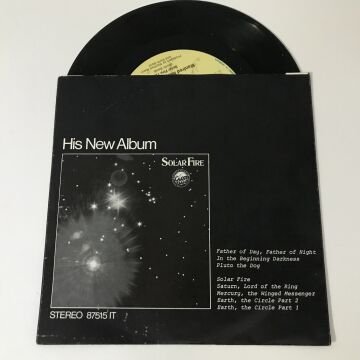 His New Album
SOLAR FIRE
Father of Day, Father of Night
In the Beginning Darkness
Pluto the Dog
Solar Fire
Saturn, Lord of the Ring
Mercury, the Winged Messenger
Earth, the Circle Part 2
Earth, the Circle Part 1
STEREO 87515 IT